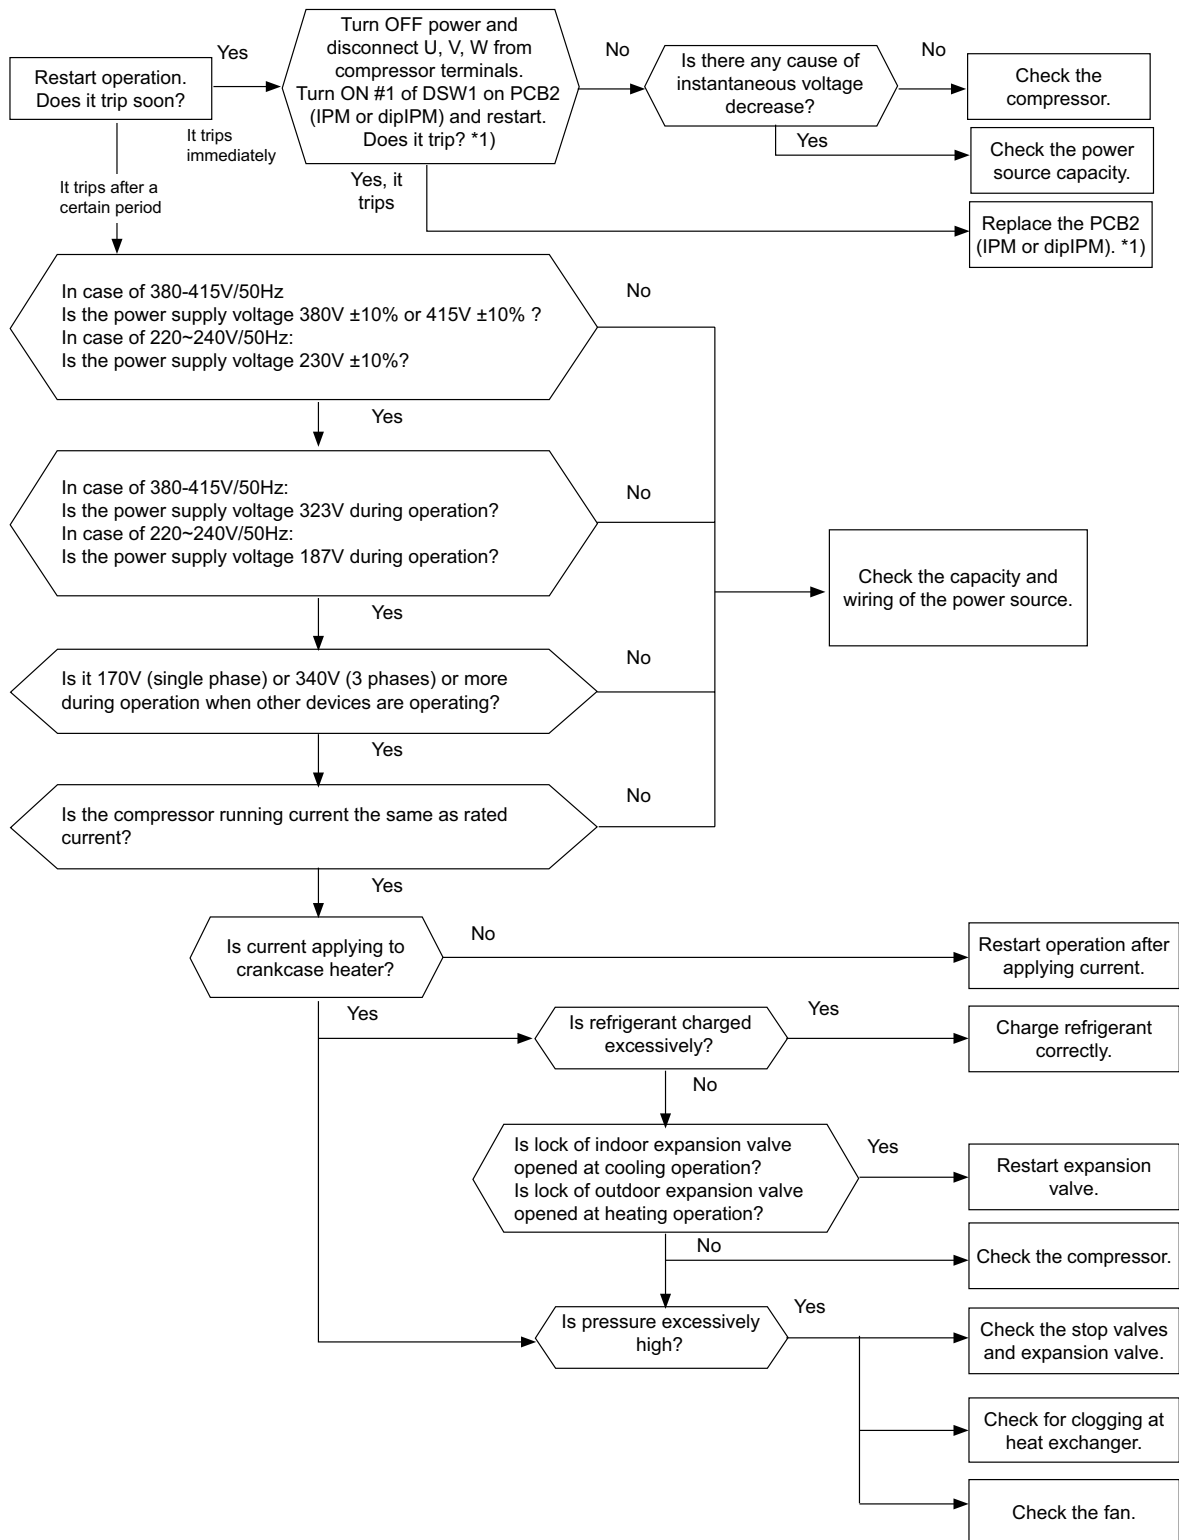 Restart operation.
Does it trip soon?
Yes
It trips
immediately
It trips after a
certain period
Turn OFF power and
disconnect U, V, W from
compressor terminals.
Turn ON #1 of DSW1 on PCB2
(IPM or dipIPM) and restart.
Does it trip? *1)
No
Yes, it
trips
Is there any cause of
instantaneous voltage
decrease?
No
Yes
Check the
compressor.
Check the power
source capacity.
Replace the PCB2
(IPM or dipIPM). *1)
In case of 380-415V/50Hz
Is the power supply voltage 380V ±10% or 415V ±10% ?
In case of 220~240V/50Hz:
Is the power supply voltage 230V ±10%?
No
Yes
In case of 380-415V/50Hz:
Is the power supply voltage 323V during operation?
In case of 220~240V/50Hz:
Is the power supply voltage 187V during operation?
No
Yes
Check the capacity and
wiring of the power source.
Is it 170V (single phase) or 340V (3 phases) or more
during operation when other devices are operating?
No
Yes
Is the compressor running current the same as rated
current?
No
Yes
Is current applying to
crankcase heater?
No
Restart operation after
applying current.
Yes
Is refrigerant charged
excessively?
Yes
Charge refrigerant
correctly.
No
Is lock of indoor expansion valve
opened at cooling operation?
Is lock of outdoor expansion valve
opened at heating operation?
Yes
Restart expansion
valve.
No
Check the compressor.
Is pressure excessively
high?
Yes
Check the stop valves
and expansion valve.
Check for clogging at
heat exchanger.
Check the fan.